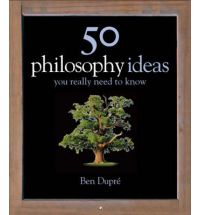 50
philosophy ideas
you really need to know
Ben Dupré